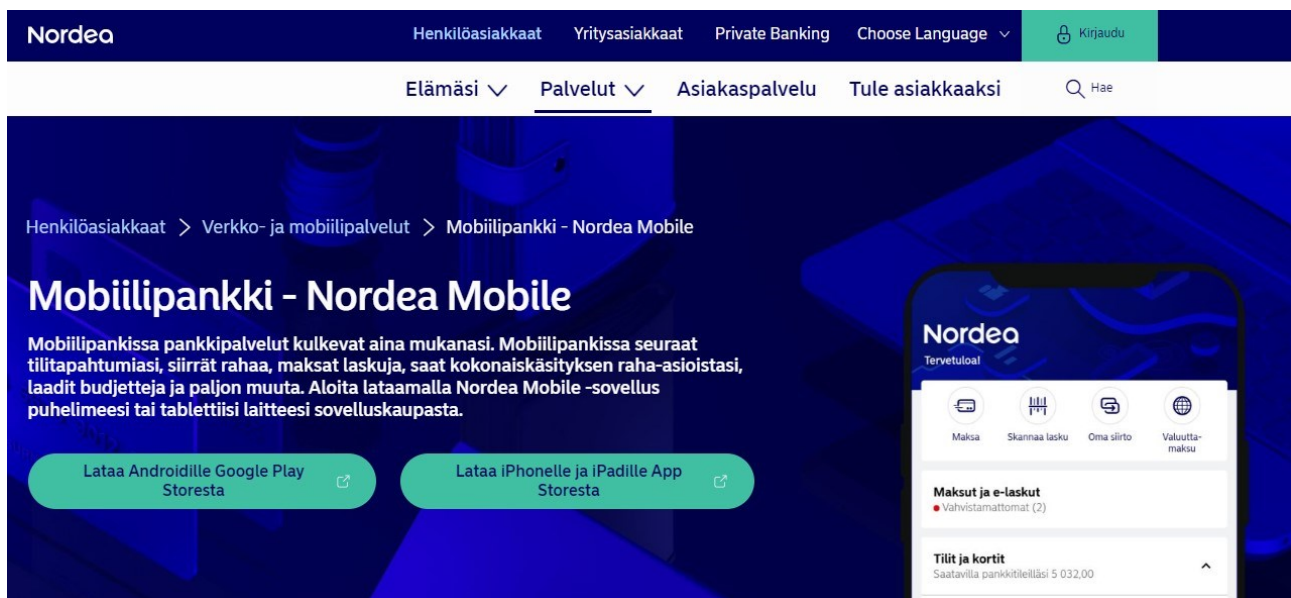 Nordea
Henkilöasiakkaat Yritysasiakkaat Private Banking Choose Language Kirjaudu
Elämäsi Palvelut Asiakaspalvelu Tule asiakkaaksi Hae
Henkilöasiakkaat > Verkko- ja mobiilipalvelut > Mobiilipankki - Nordea Mobile
Mobiilipankki - Nordea Mobile
Mobiilipankissa pankkipalvelut kulkevat aina mukanasi. Mobiilipankissa seuraat
tilitapahtumiasi, siirrät rahaa, maksat laskuja, saat kokonaiskäsityksen raha-asioistasi,
laadit budjetteja ja paljon muuta. Aloita lataamalla Nordea Mobile -sovellus
puhelimeesi tai tablettiisi laitteesi sovelluskaupasta.
Lataa Androidille Google Play
Storesta
Lataa iPhonelle ja iPadille App
Storesta
Nordea
Tervetuloa!
Maksa Skannaa lasku Oma siirto Valuutta-
maksu
Maksut ja e-laskut
Vahvistamattomat (2)
Tilit ja kortit
Saatavilla pankkitileilläsi 5 032,00